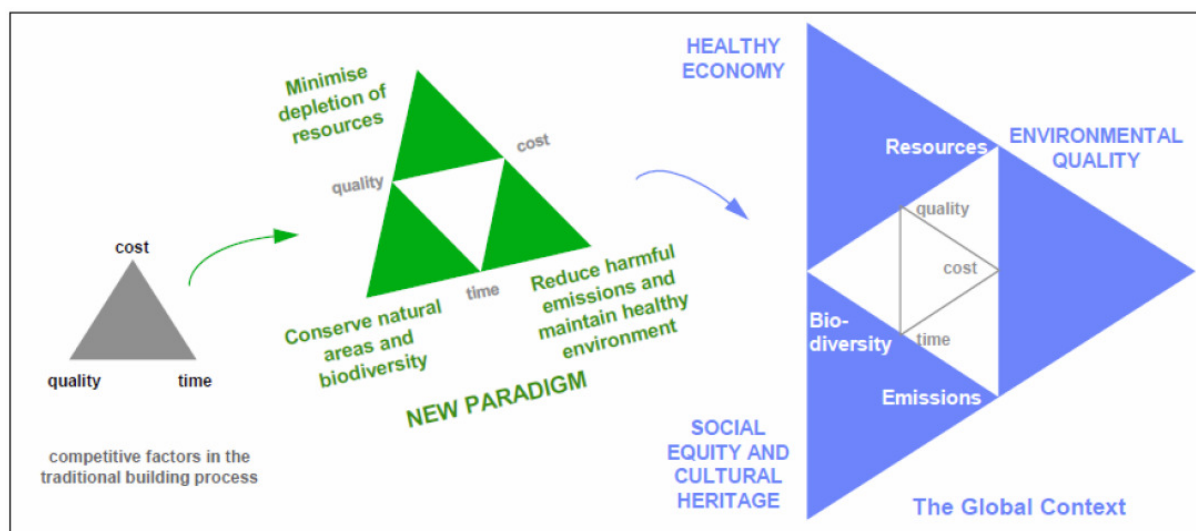 cost
quality
time
competitive factors in the
traditional building process
Minimise
depletion of
resources
cost
quality
time
Conserve natural
areas and
biodiversity
Reduce harmful
emissions and
maintain healthy
environment
NEW PARADIGM
HEALTHY
ECONOMY
ENVIRONMENTAL
QUALITY
Resources
quality
cost
time
Bio-
diversity
Emissions
SOCIAL
EQUITY AND
CULTURAL
HERITAGE
The Global Context